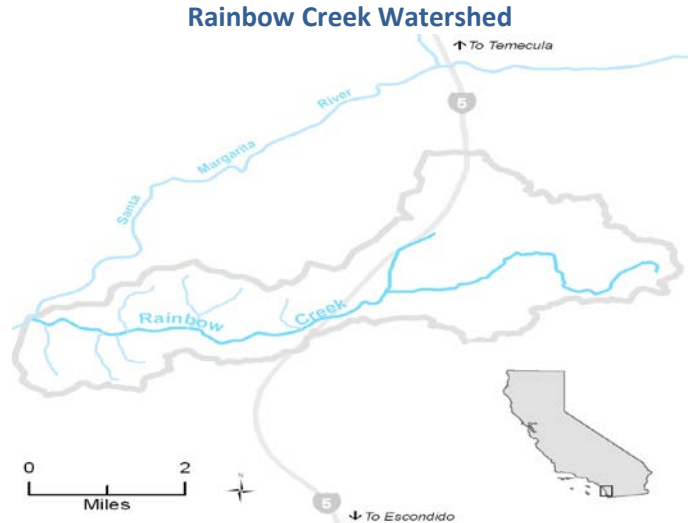 Rainbow Creek Watershed
↑ To Temecula
5
Santa Margarita River
Rainbow Creek
0 2
Miles
N
5
↓ To Escondido